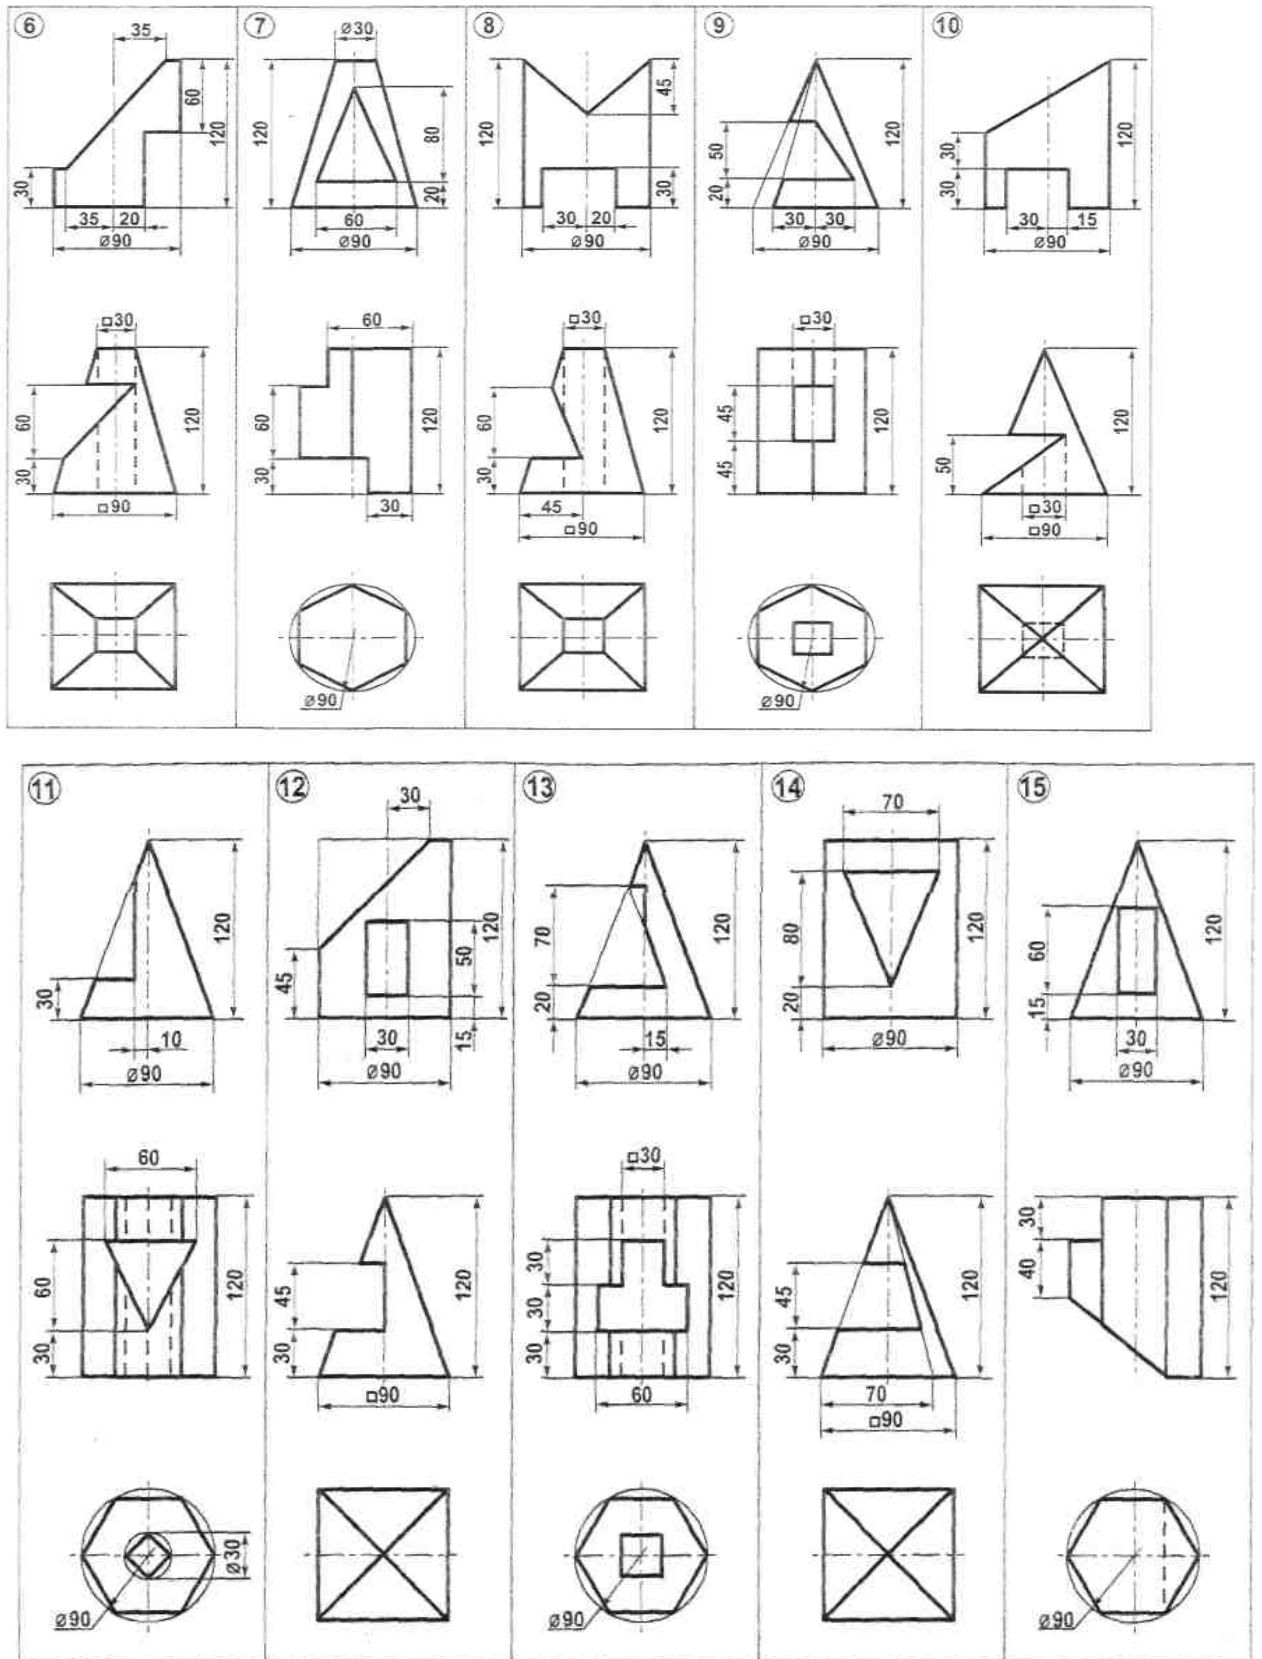 6 7 8 9 10
35 Ø30
60 120 30 35 20 Ø90
120 80 20 60 Ø90
120 45 30 30 20 Ø90
120 50 20 30 30 Ø90
120 30 30 30 15 Ø90
□30 60 30 120 □90
60 60 30 120 30
□30 60 30 120 45 □90
□30 45 45 120
120 50 □30 □90
Ø90 Ø90
11 12 13 14 15
30 70
120 30 10 Ø90
45 50 120 30 15 Ø90
70 20 120 15 Ø90
80 20 120 Ø90
60 15 120 30 Ø90
60 60 30 120
45 30 120 □90
□30 30 30 30 120 60
45 30 120 70 □90
30 40 120
Ø90 Ø30 Ø90 Ø90